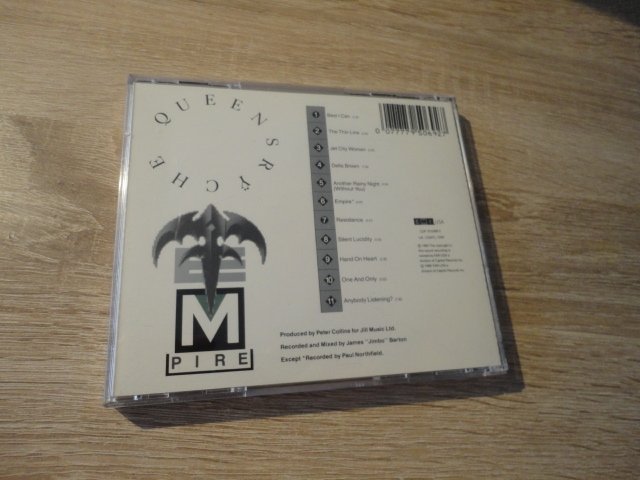 QUEENSRŸCHE
E
M
PIRE
1 Best I Can
2 The Thin Line
3 Jet City Woman
4 Della Brown
5 Another Rainy Night
(Without You)
6 Empire*
7 Resistance
8 Silent Lucidity
9 Hand On Heart
10 One And Only
11 Anybody Listening?
Produced by Peter Collins for Jill Music Ltd.
Recorded and Mixed by James "Jimbo" Barton
Except *Recorded by Paul Northfield.
EMI USA